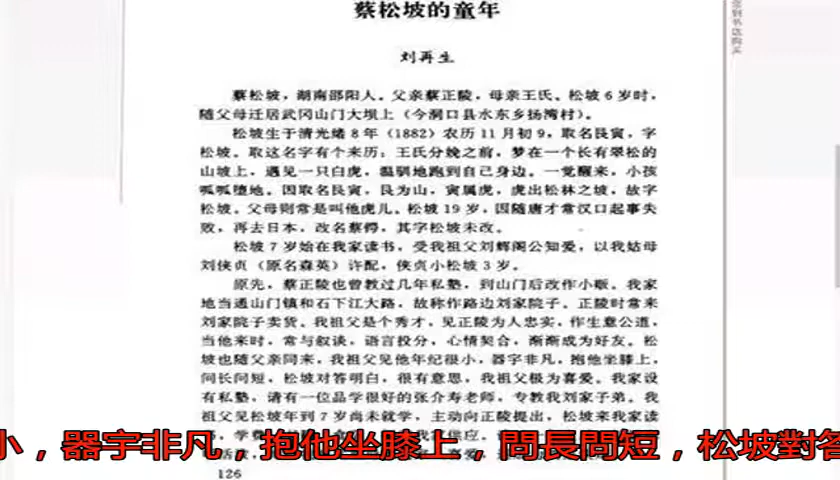 蔡松坡的童年
刘再生
蔡松坡，湖南邵阳人。父亲蔡正陵，母亲王氏。松坡6岁时，
随父母迁居武冈山门大坝上（今洞口县水东乡扬湾村）。
松坡生于清光绪8年（1882）农历11月初9，取名艮寅，字
松坡。取这名字有个来历：王氏分娩之前，梦在一个长有翠松的
山坡上，遇见一只白虎，温驯地跑到自己身边。一觉醒来，小孩
呱呱堕地。因取名艮寅，艮为山，寅属虎，虎出松林之坡，故字
松坡。父母则常是叫他虎儿。松坡19岁，因随唐才常汉口起事失
败，再去日本，改名蔡锷，其字松坡未改。
松坡7岁始在我家读书，受我祖父刘辉阁公知爱，以我姑母
刘侠贞（原名森英）许配，侠贞小松坡3岁。
原先，蔡正陵也曾教过几年私塾，到山门后改作小贩。我家
地当通山门镇和石下江大路，故称作路边刘家院子。正陵时常来
刘家院子卖货。我祖父是个秀才，见正陵为人忠实，作生意公道，
当他来时，常与叙谈，语言投分，心情契合，渐渐成为好友。松
坡也随父亲同来，我祖父见他年纪很小，器宇非凡，抱他坐膝上，
问长问短，松坡对答明白，很有意思，我祖父极为喜爱。我家设
有私塾，请有一位品学很好的张介寿老师，专教我刘家子弟。我
祖父见松坡年到7岁尚未就学，主动向正陵提出，松坡来我家读
小，器宇非凡，抱他坐膝上，問長問短，松坡對答
126